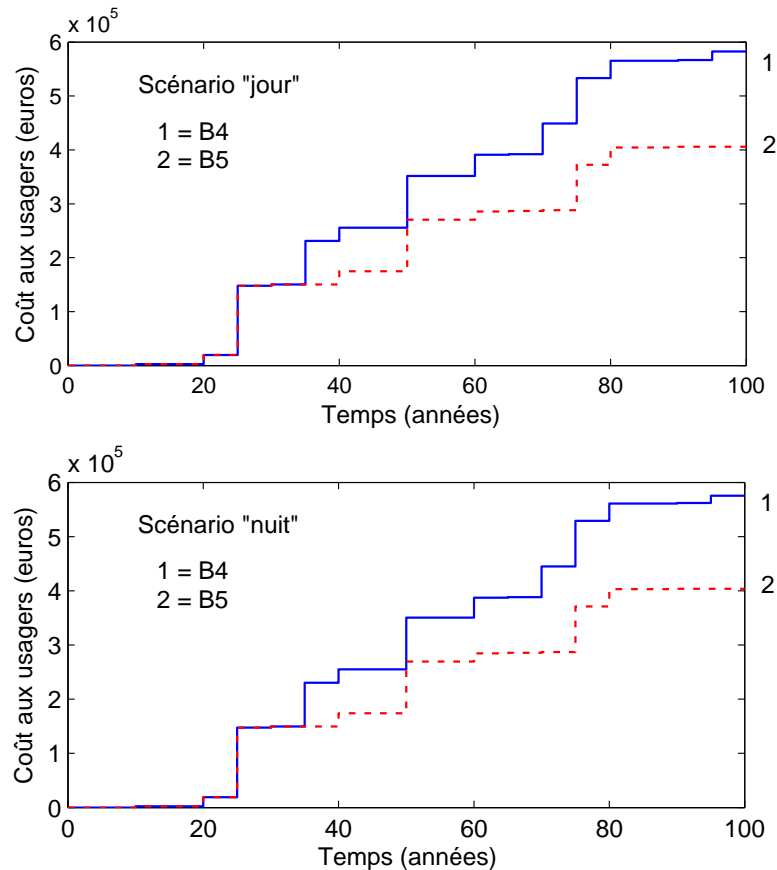 x 10^5
6
5
4
3
2
1
0
Coût aux usagers (euros)
Scénario "jour"
1 = B4
2 = B5
1
2
0 20 40 60 80 100
Temps (années)
x 10^5
6
5
4
3
2
1
0
Coût aux usagers (euros)
Scénario "nuit"
1 = B4
2 = B5
1
2
0 20 40 60 80 100
Temps (années)